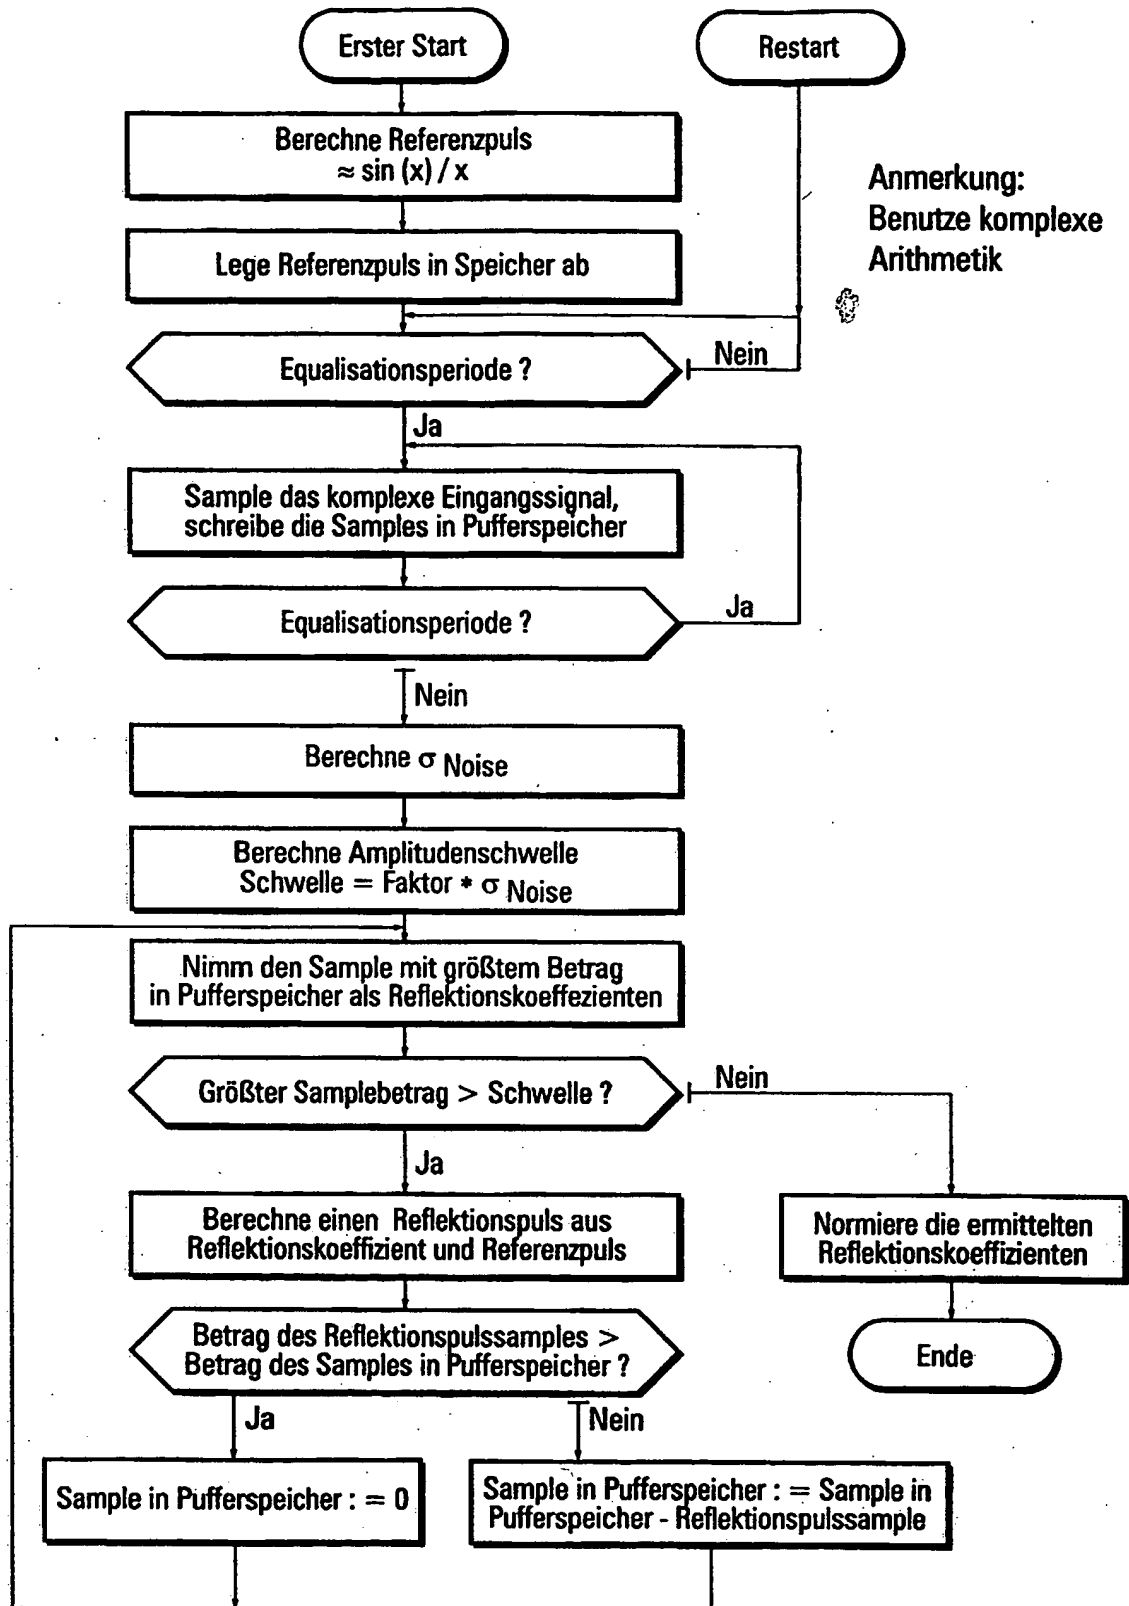 Erster Start
Restart
Berechne Referenzpuls
≈ sin (x) / x
Anmerkung:
Benutze komplexe
Arithmetik
Lege Referenzpuls in Speicher ab
Equalisationsperiode ?
Nein
Ja
Sample das komplexe Eingangssignal,
schreibe die Samples in Pufferspeicher
Equalisationsperiode ?
Ja
Nein
Berechne σ Noise
Berechne Amplitudenschwelle
Schwelle = Faktor * σ Noise
Nimm den Sample mit größtem Betrag
in Pufferspeicher als Reflektionskoeffezienten
Größter Samplebetrag > Schwelle ?
Nein
Ja
Berechne einen Reflektionspuls aus
Reflektionskoeffizient und Referenzpuls
Normiere die ermittelten
Reflektionskoeffizienten
Betrag des Reflektionspulssamples >
Betrag des Samples in Pufferspeicher ?
Ende
Ja
Nein
Sample in Pufferspeicher : = 0
Sample in Pufferspeicher : = Sample in
Pufferspeicher - Reflektionspulssample